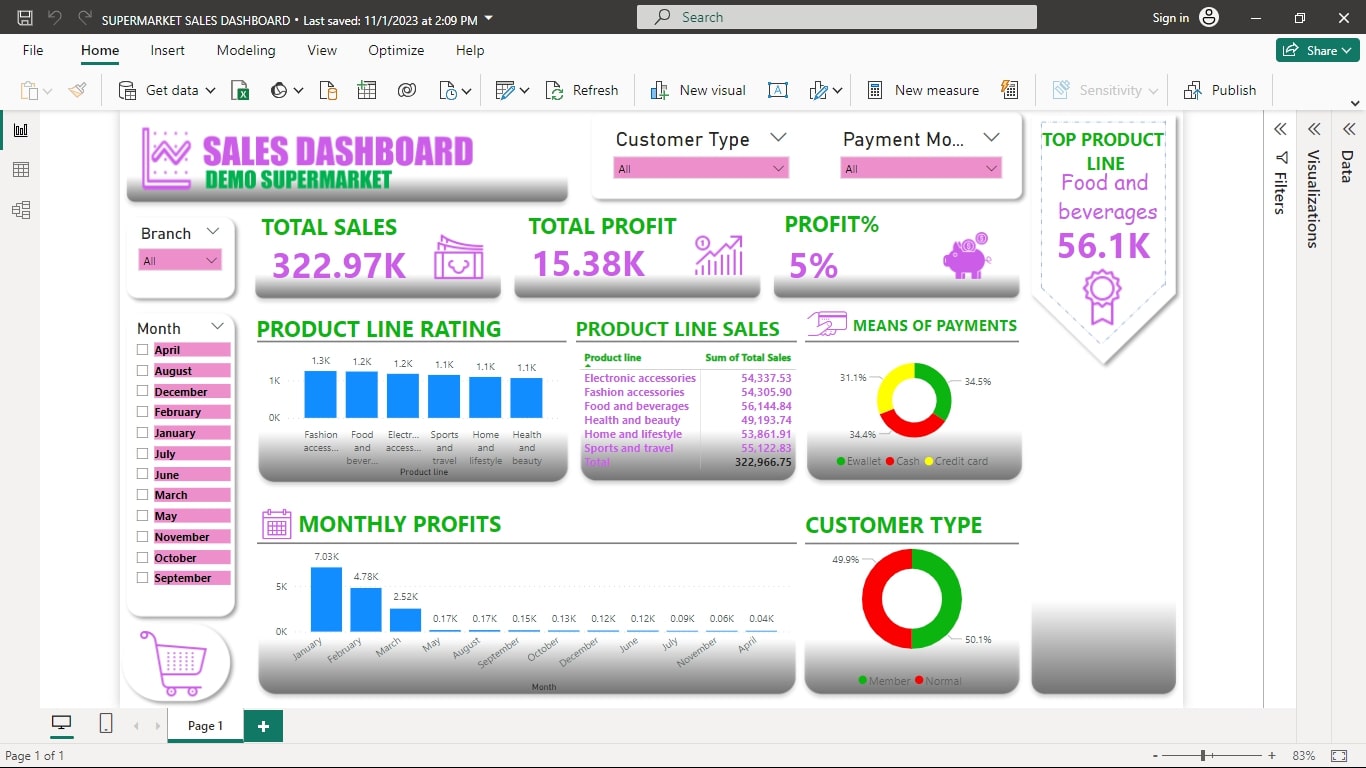 SUPERMARKET SALES DASHBOARD • Last saved: 11/1/2023 at 2:09 PM
Search
Sign in
File
Home
Insert
Modeling
View
Optimize
Help
Share
Get data
Refresh
New visual
New measure
Sensitivity
Publish
SALES DASHBOARD
DEMO SUPERMARKET
Customer Type
All
Payment Mo...
All
TOP PRODUCT
LINE
Food and
beverages
56.1K
Filters
Visualizations
Data
Branch
All
TOTAL SALES
322.97K
TOTAL PROFIT
15.38K
PROFIT%
5%
Month
April
August
December
February
January
July
June
March
May
November
October
September
PRODUCT LINE RATING
1K
0K
1.3K
1.2K
1.2K
1.1K
1.1K
1.1K
Fashion
access...
Food
and
bever...
Electr...
access...
Sports
and
travel
Home
and
lifestyle
Health
and
beauty
Product line
PRODUCT LINE SALES
Product line Sum of Total Sales
Electronic accessories 54,337.53
Fashion accessories 54,305.90
Food and beverages 56,144.84
Health and beauty 49,193.74
Home and lifestyle 53,861.91
Sports and travel 55,122.83
Total 322,966.75
MEANS OF PAYMENTS
31.1%
34.5%
34.4%
Ewallet Cash Credit card
MONTHLY PROFITS
5K
0K
7.03K
4.78K
2.52K
0.17K
0.17K
0.15K
0.13K
0.12K
0.12K
0.09K
0.06K
0.04K
January
February
March
May
August
September
October
December
June
July
November
April
Month
CUSTOMER TYPE
49.9%
50.1%
Member Normal
Page 1
+
Page 1 of 1
- + 83%